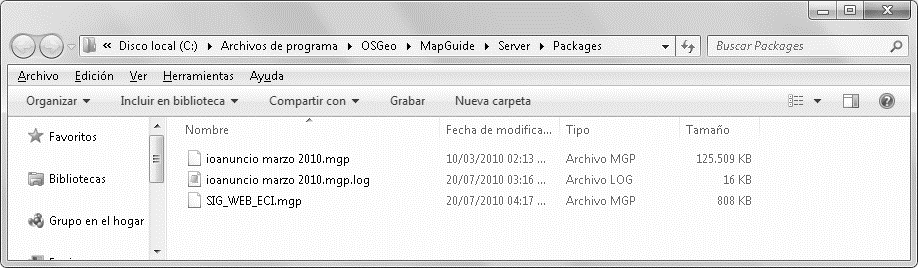 « Disco local (C:) ▸ Archivos de programa ▸ OSGeo ▸ MapGuide ▸ Server ▸ Packages
Buscar Packages
Archivo Edición Ver Herramientas Ayuda
Organizar Incluir en biblioteca Compartir con Grabar Nueva carpeta
Favoritos
Bibliotecas
Grupo en el hogar
Nombre Fecha de modifica... Tipo Tamaño
ioanuncio marzo 2010.mgp 10/03/2010 02:13 ... Archivo MGP 125.509 KB
ioanuncio marzo 2010.mgp.log 20/07/2010 03:16 ... Archivo LOG 16 KB
SIG_WEB_ECI.mgp 20/07/2010 04:17 ... Archivo MGP 808 KB